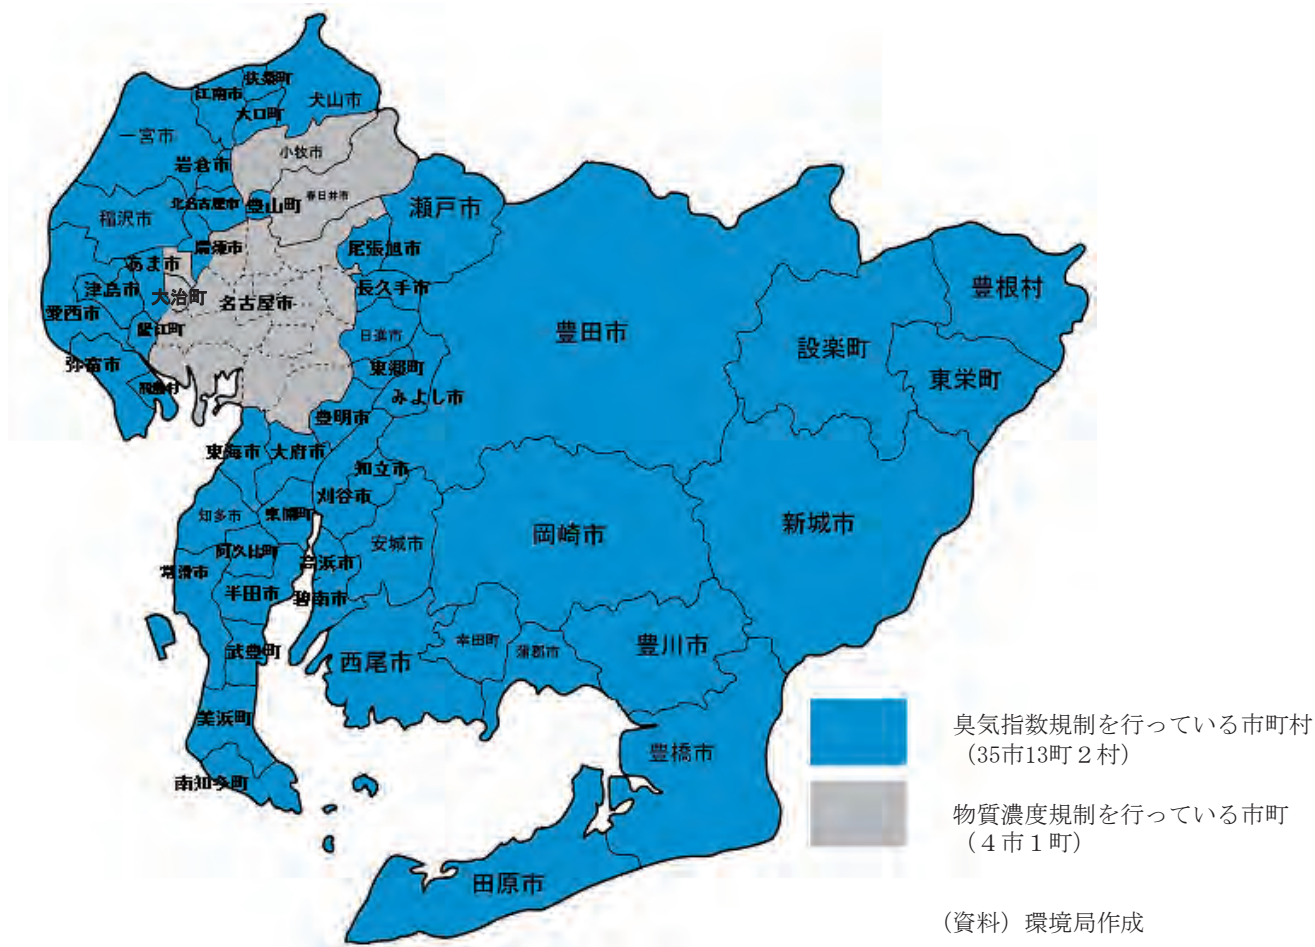 扶桑町
江南市
犬山市
大口町
一宮市
小牧市
岩倉市
春日井市
北名古屋市
豊山町
瀬戸市
稲沢市
清須市
尾張旭市
あま市
津島市
大治町
長久手市
名古屋市
豊根村
愛西市
蟹江町
日進市
豊田市
設楽町
弥富市
東郷町
東栄町
飛島村
みよし市
豊明市
東海市
大府市
知立市
刈谷市
知多市
東浦町
新城市
岡崎市
安城市
阿久比町
高浜市
常滑市
半田市
碧南市
武豊町
西尾市
幸田町
蒲郡市
豊川市
美浜町
豊橋市
南知多町
田原市
臭気指数規制を行っている市町村
(35市13町2村)
物質濃度規制を行っている市町
(4市1町)
(資料)環境局作成